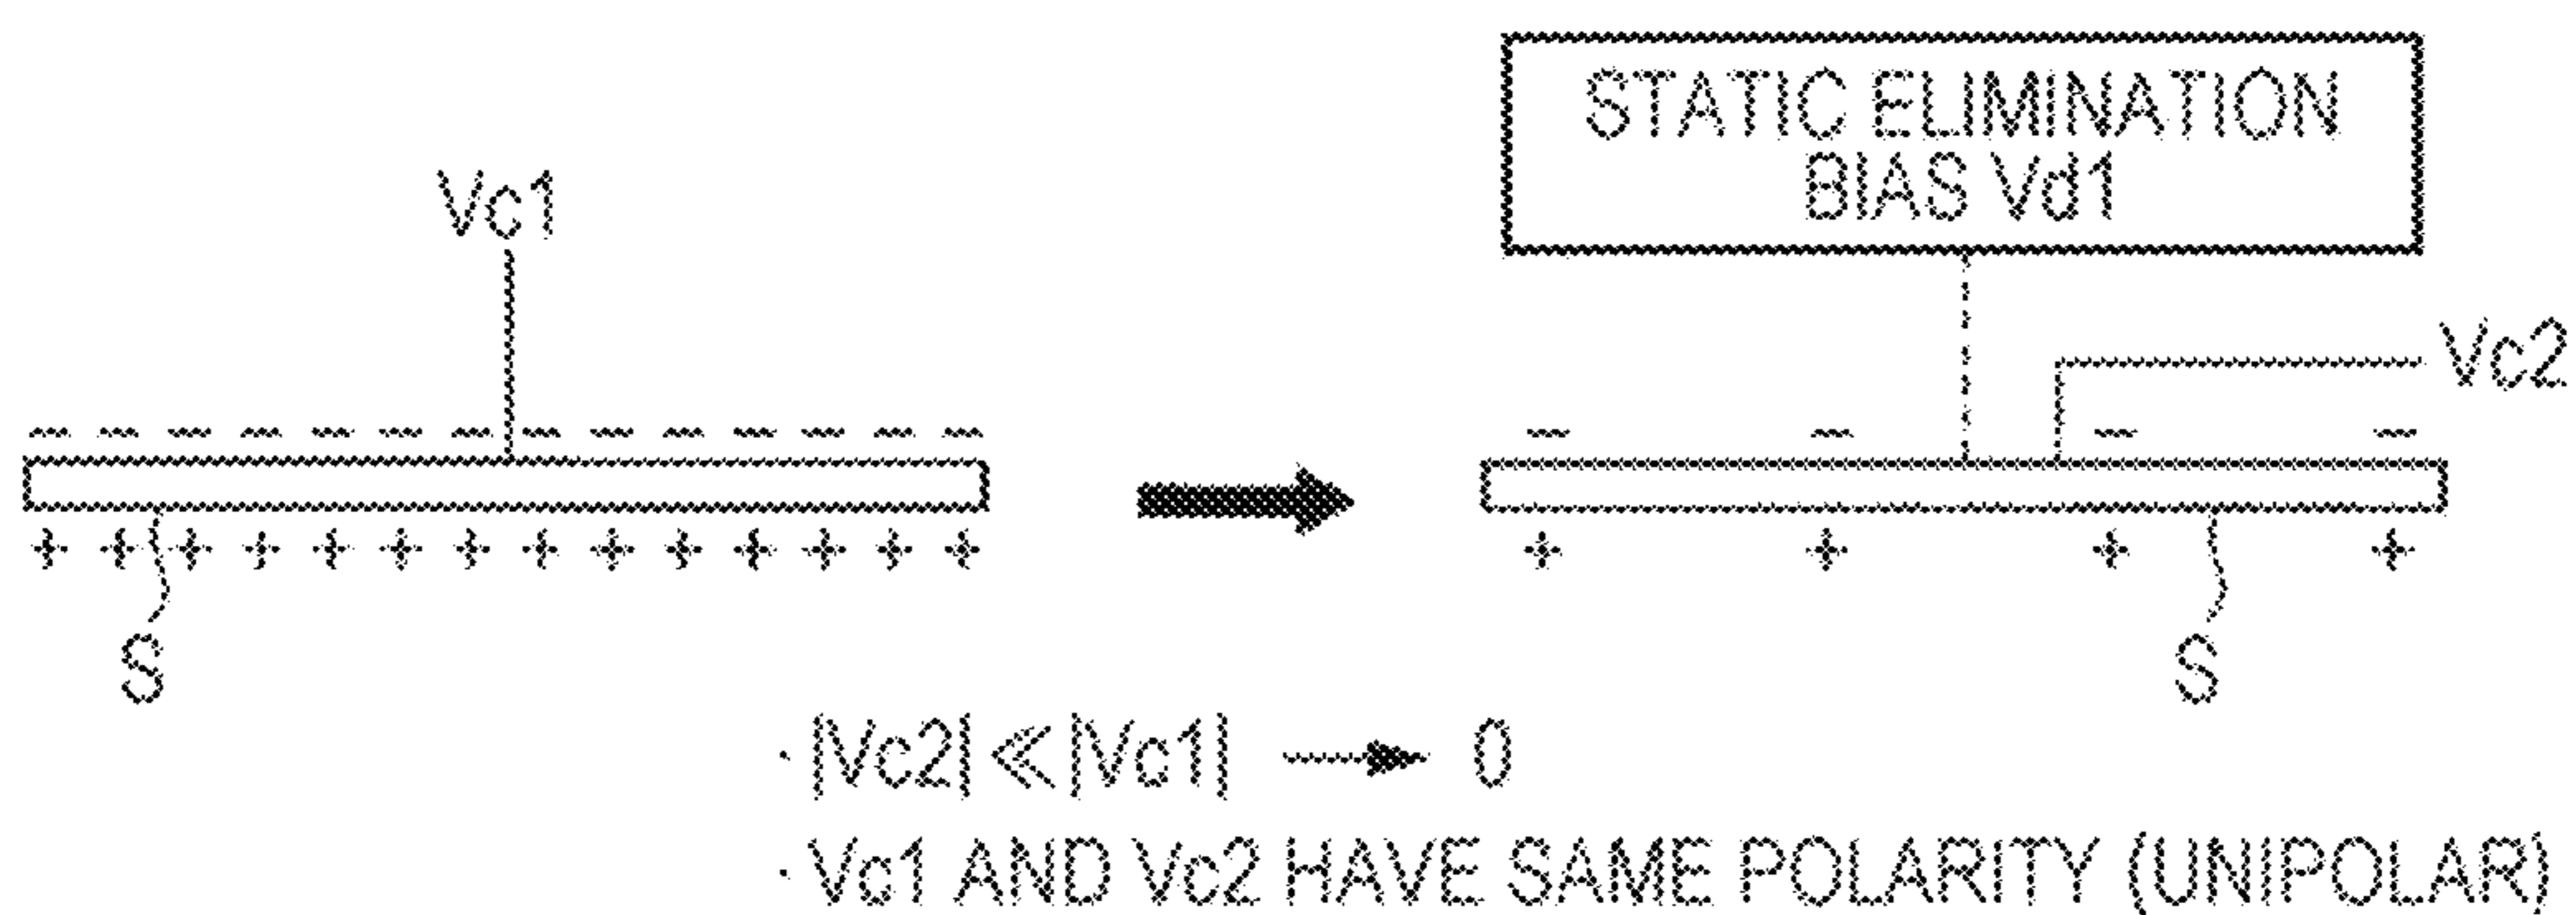 Vc1
STATIC ELIMINATION
BIAS Vd1
Vc2
− − − − − − − − − − − − − −
− − − −
+ + + + + + + + + + + + + +
+ + + +
S
S
· |Vc2| ≪ |Vc1| → 0
· Vc1 AND Vc2 HAVE SAME POLARITY (UNIPOLAR)